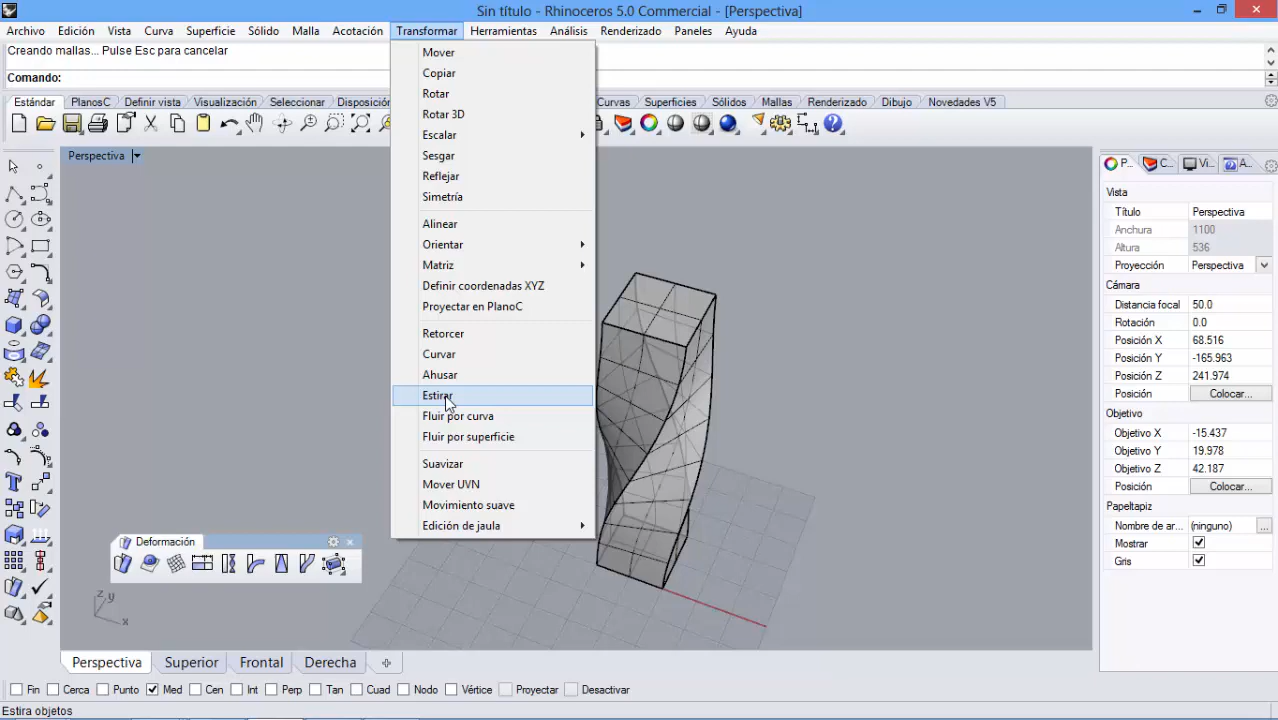 Sin título - Rhinoceros 5.0 Commercial - [Perspectiva]
Archivo Edición Vista Curva Superficie Sólido Malla Acotación Transformar Herramientas Análisis Renderizado Paneles Ayuda
Creando mallas... Pulse Esc para cancelar
Comando:
Estándar PlanosC Definir vista Visualización Seleccionar Curvas Superficies Sólidos Mallas Renderizado Dibujo Novedades V5
Perspectiva
Mover
Copiar
Rotar
Rotar 3D
Escalar
Sesgar
Reflejar
Simetría
Alinear
Orientar
Matriz
Definir coordenadas XYZ
Proyectar en PlanoC
Retorcer
Curvar
Ahusar
Estirar
Fluir por curva
Fluir por superficie
Suavizar
Mover UVN
Movimiento suave
Edición de jaula
Deformación
z y
x
P... C... Vi... A...
Vista
Título Perspectiva
Anchura 1100
Altura 536
Proyección Perspectiva
Cámara
Distancia focal 50.0
Rotación 0.0
Posición X 68.516
Posición Y -165.963
Posición Z 241.974
Posición Colocar...
Objetivo
Objetivo X -15.437
Objetivo Y 19.978
Objetivo Z 42.187
Posición Colocar...
Papeltapiz
Nombre de ar... (ninguno) ...
Mostrar
Gris
Perspectiva Superior Frontal Derecha
Fin Cerca Punto Med Cen Int Perp Tan Cuad Nodo Vértice Proyectar Desactivar
Estira objetos